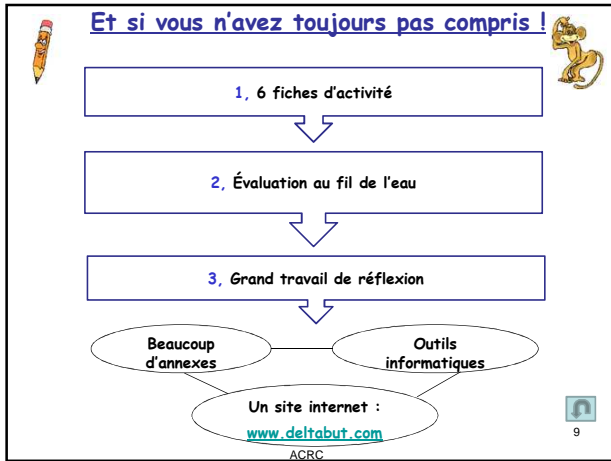 Et si vous n'avez toujours pas compris !
1, 6 fiches d'activité
2, Évaluation au fil de l'eau
3, Grand travail de réflexion
Beaucoup
d'annexes
Outils
informatiques
Un site internet :
www.deltabut.com
ACRC
9